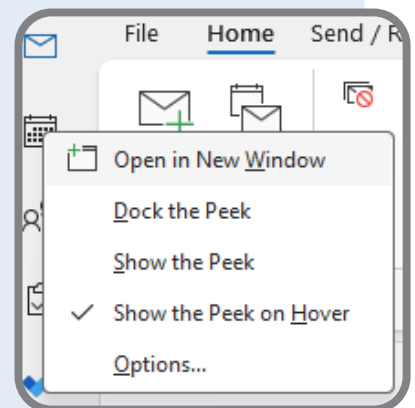 File Home Send / R
Open in New Window
Dock the Peek
Show the Peek
Show the Peek on Hover
Options...